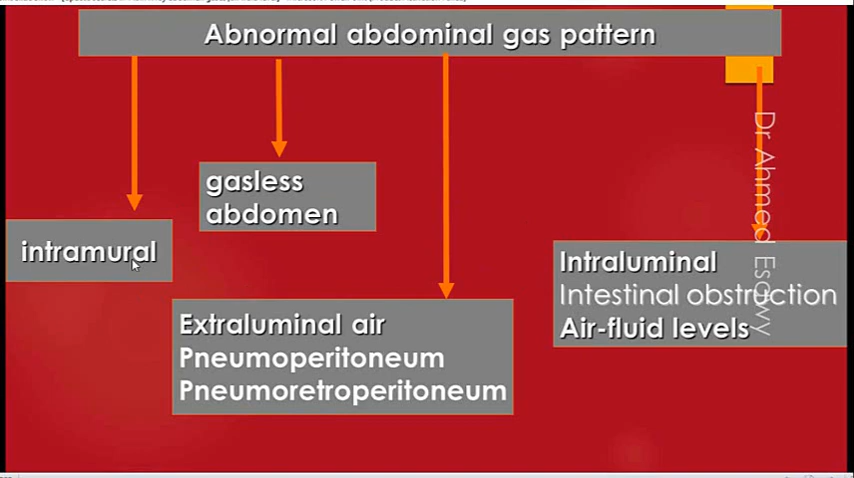 Abnormal abdominal gas pattern
gasless
abdomen
intramural
Extraluminal air
Pneumoperitoneum
Pneumoretroperitoneum
Intraluminal
Intestinal obstruction
Air-fluid levels
Dr Ahmed Esawy